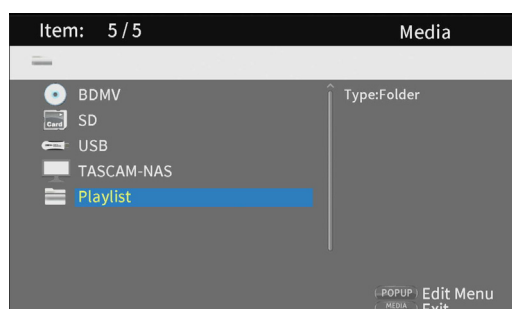 Item: 5/5 Media
BDMV
Type:Folder
Card SD
USB
TASCAM-NAS
Playlist
POPUP Edit Menu
MEDIA Exit